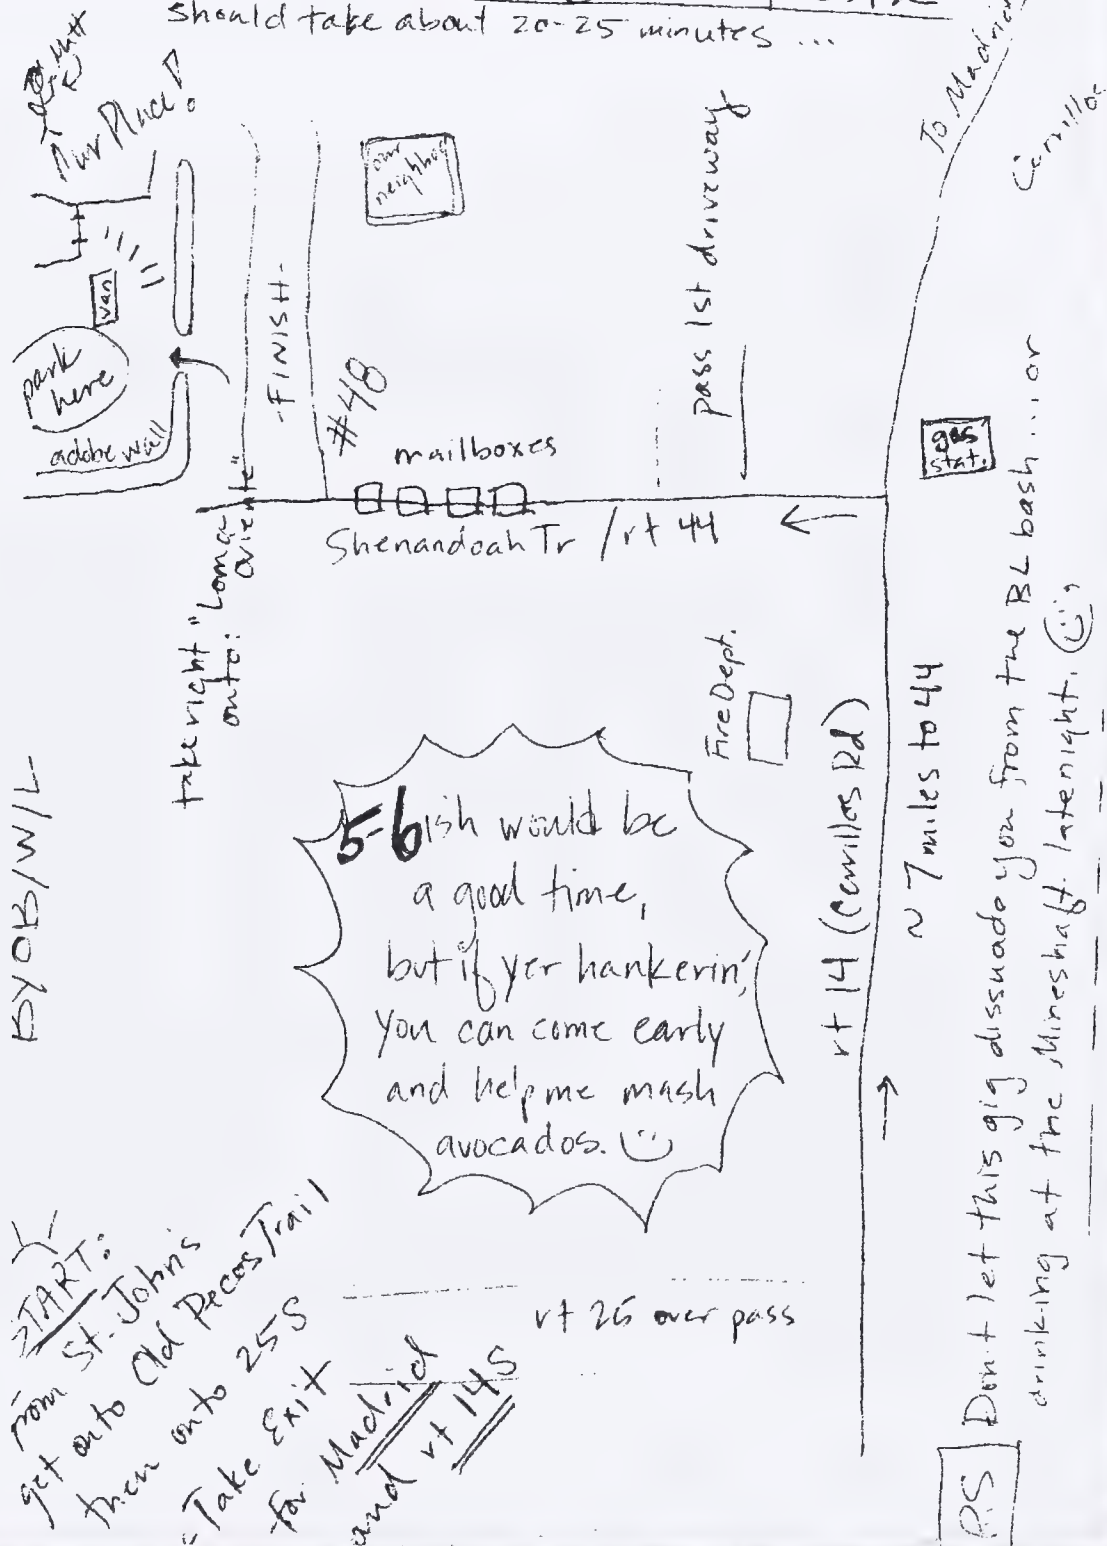 Should take about 20-25 minutes ...
Our Place!
van
park
here
adobe wall
-FINISH-
our
neighbor
#48
mailboxes
pass 1st driveway
To Madrid
Cerrillos
gas
stat.
Shenandoah Tr / rt 44
take right "Loma
onto: oriente"
Fire Dept.
rt 14 (Cerrillos Rd)
~ 7 miles to 44
BYOB/W/L
5-6ish would be
a good time,
but if yer hankerin',
you can come early
and help me mash
avocados.
rt 25 over pass
START:
from St. John's
get onto Old Pecos Trail
then onto 25 S
- Take Exit
for Madrid
and rt 14S
P.S. Don't let this gig dissuade you from the BL bash ... or
drinking at the Mineshaft latenight.